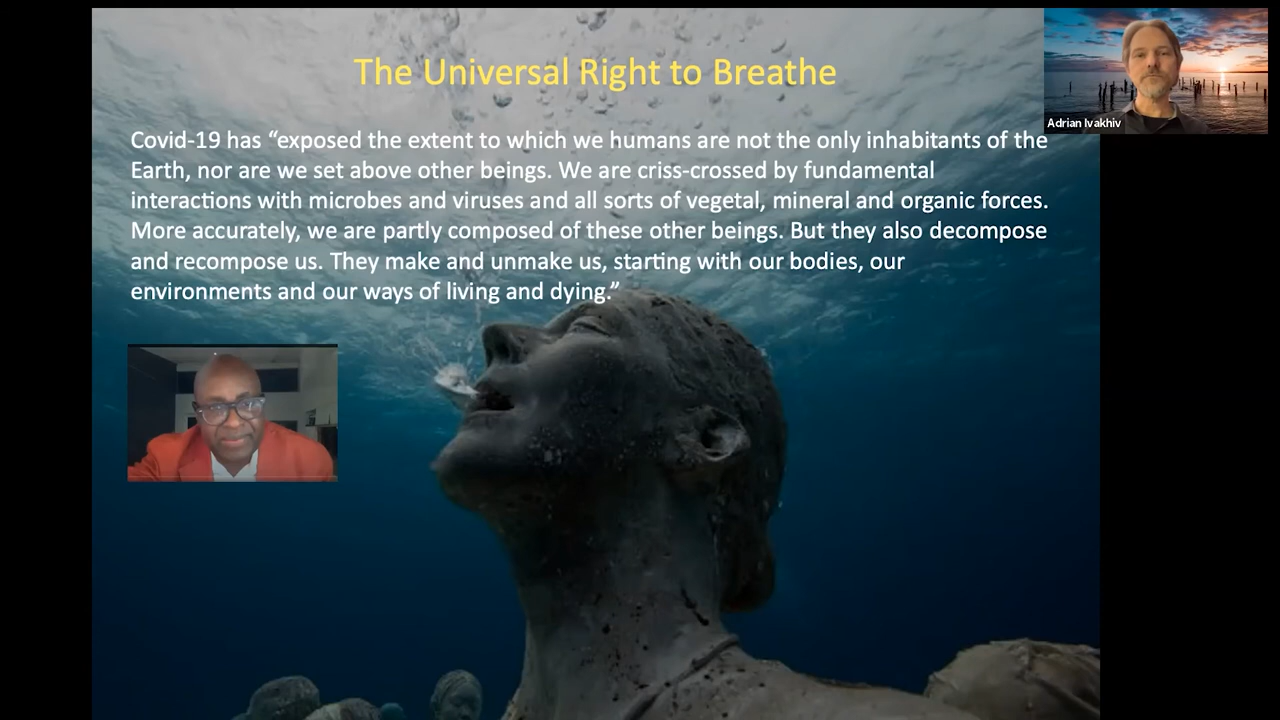 The Universal Right to Breathe
Covid-19 has “exposed the extent to which we humans are not the only inhabitants of the
Earth, nor are we set above other beings. We are criss-crossed by fundamental
interactions with microbes and viruses and all sorts of vegetal, mineral and organic forces.
More accurately, we are partly composed of these other beings. But they also decompose
and recompose us. They make and unmake us, starting with our bodies, our
environments and our ways of living and dying.”
Adrian Ivakhiv